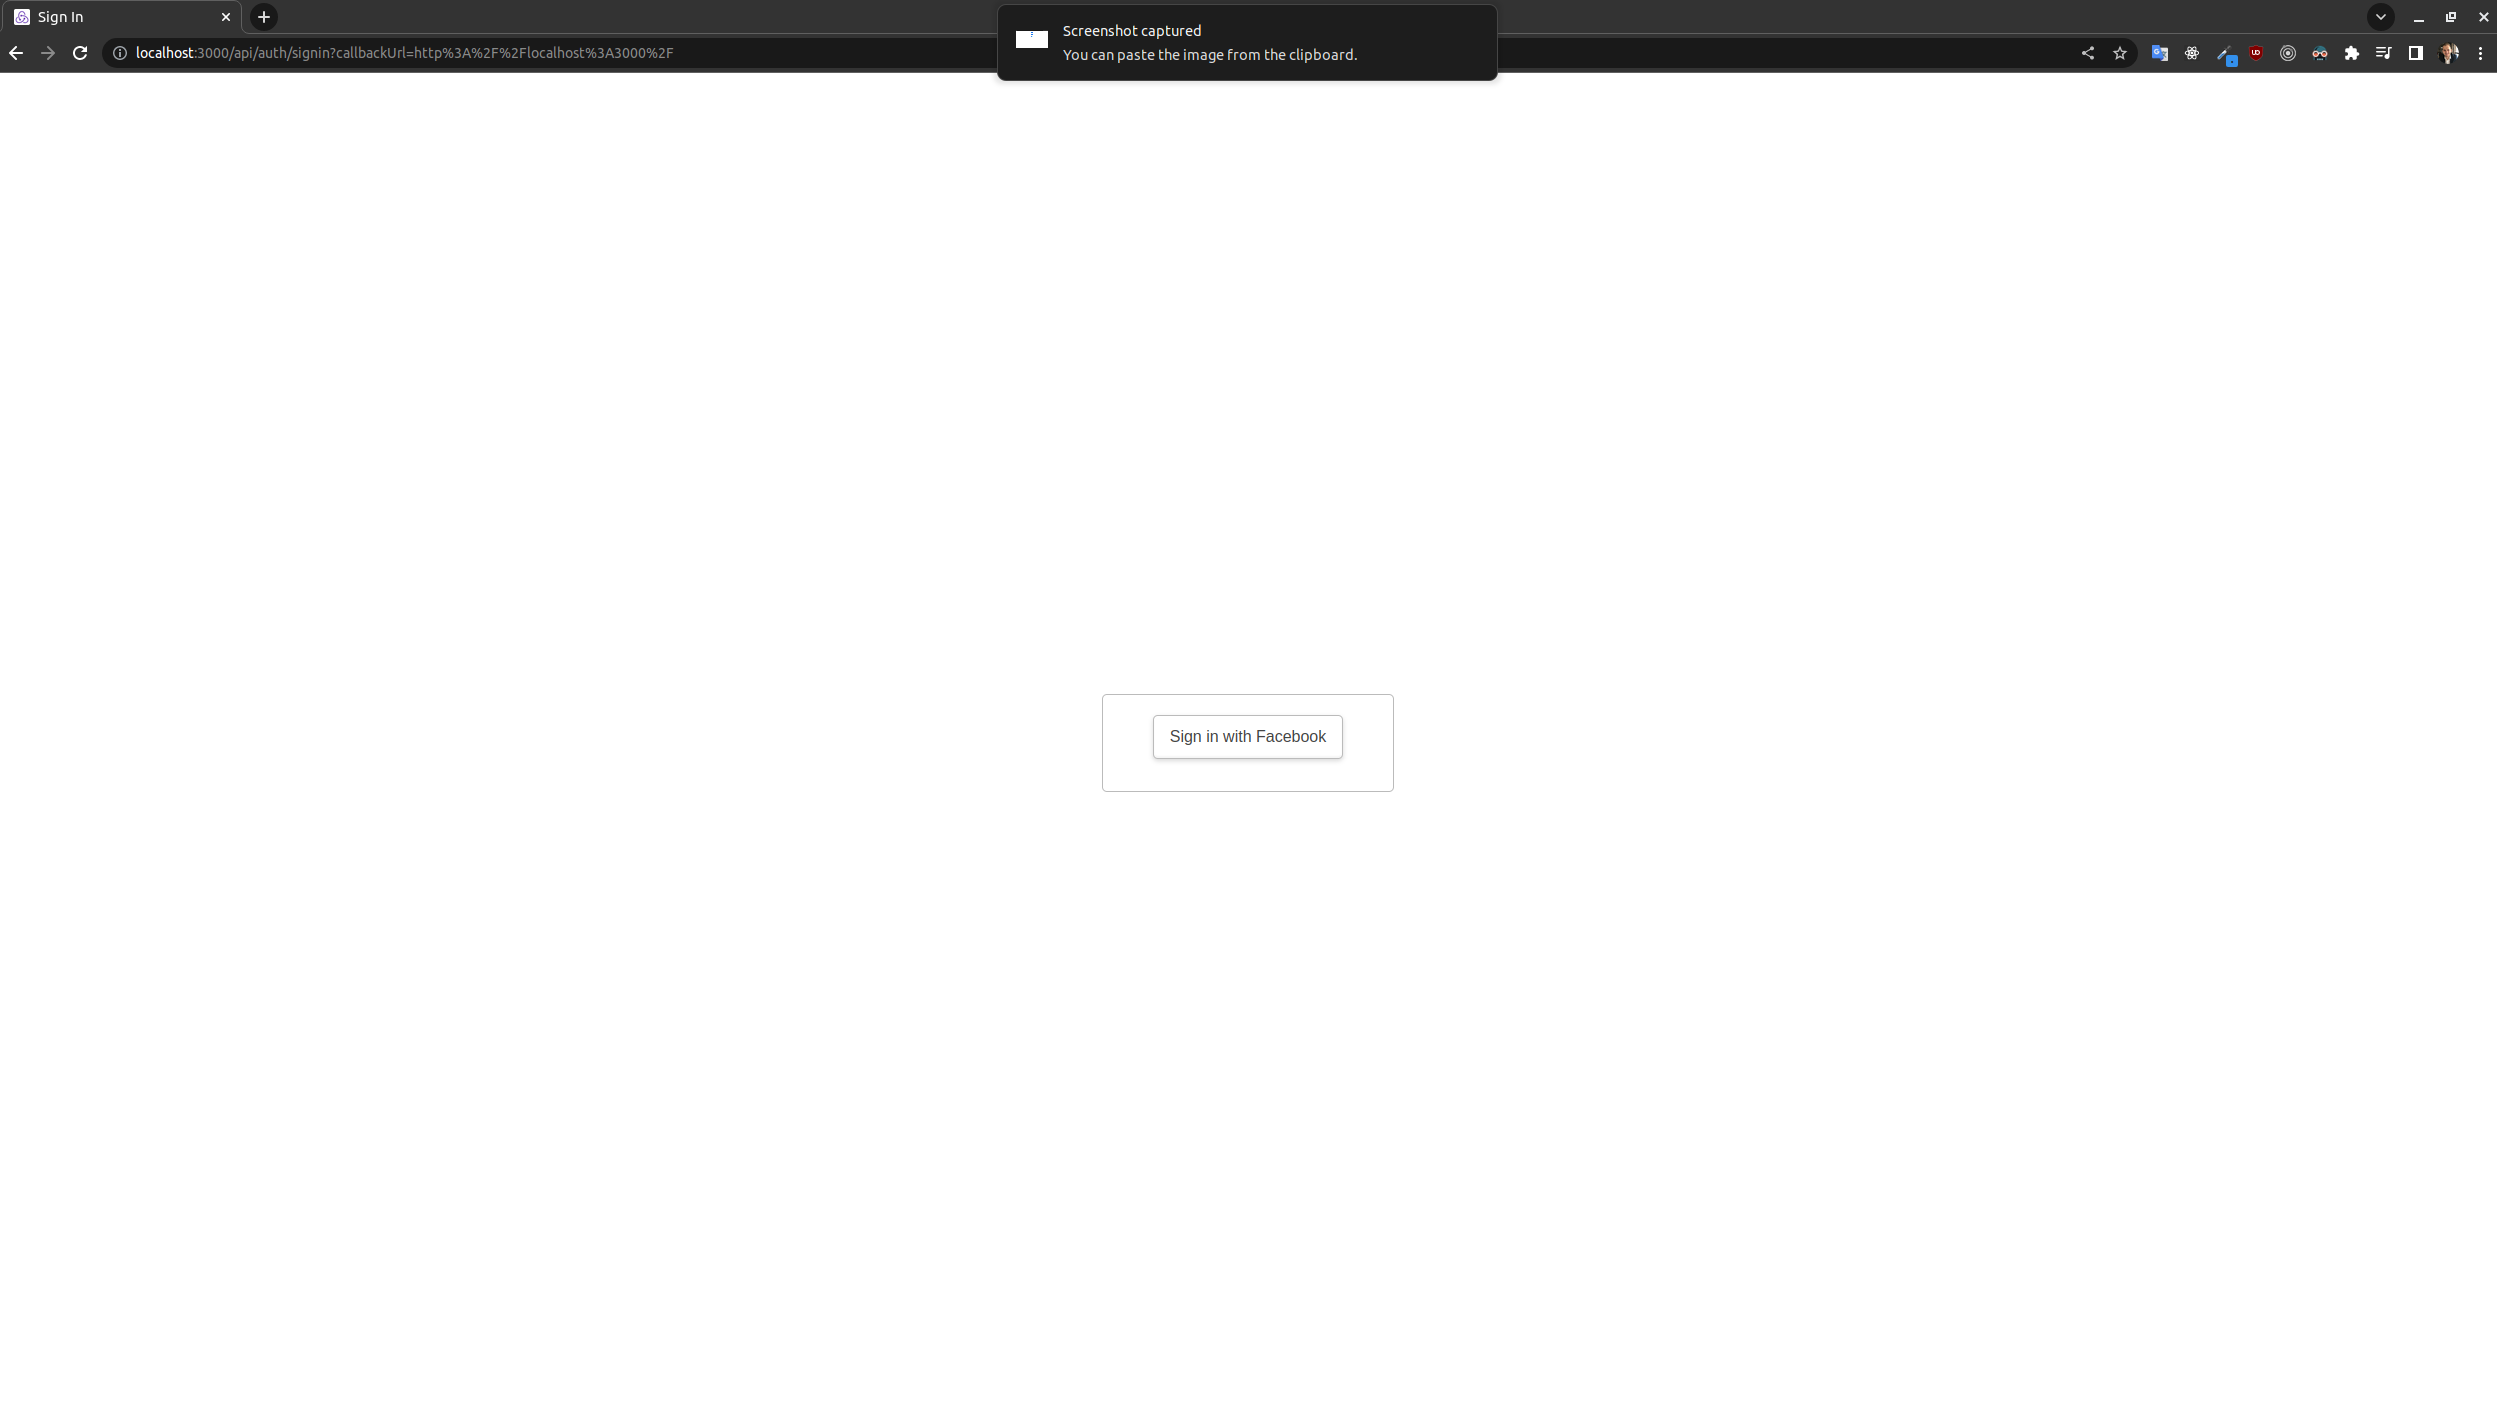 Sign In
Screenshot captured
You can paste the image from the clipboard.
localhost:3000/api/auth/signin?callbackUrl=http%3A%2F%2Flocalhost%3A3000%2F
Sign in with Facebook